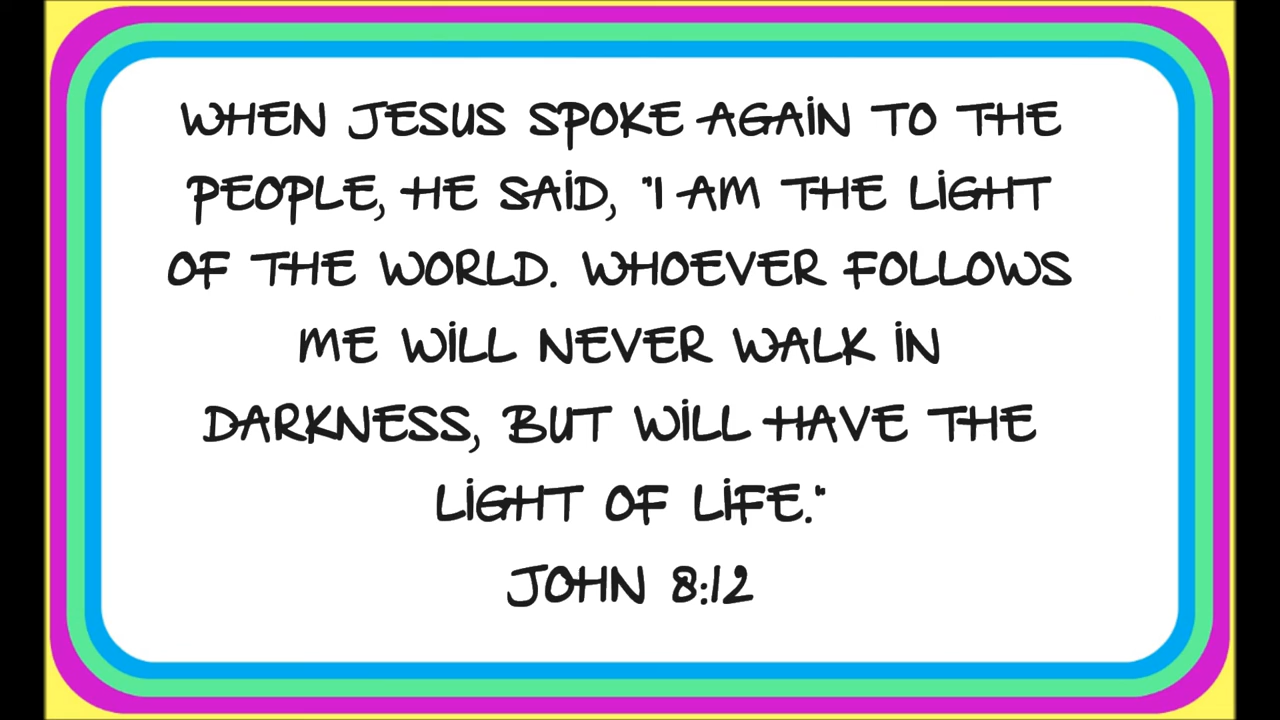 WHEN JESUS SPOKE AGAIN TO THE
PEOPLE, HE SAID, "I AM THE LIGHT
OF THE WORLD. WHOEVER FOLLOWS
ME WILL NEVER WALK IN
DARKNESS, BUT WILL HAVE THE
LIGHT OF LIFE."
JOHN 8:12